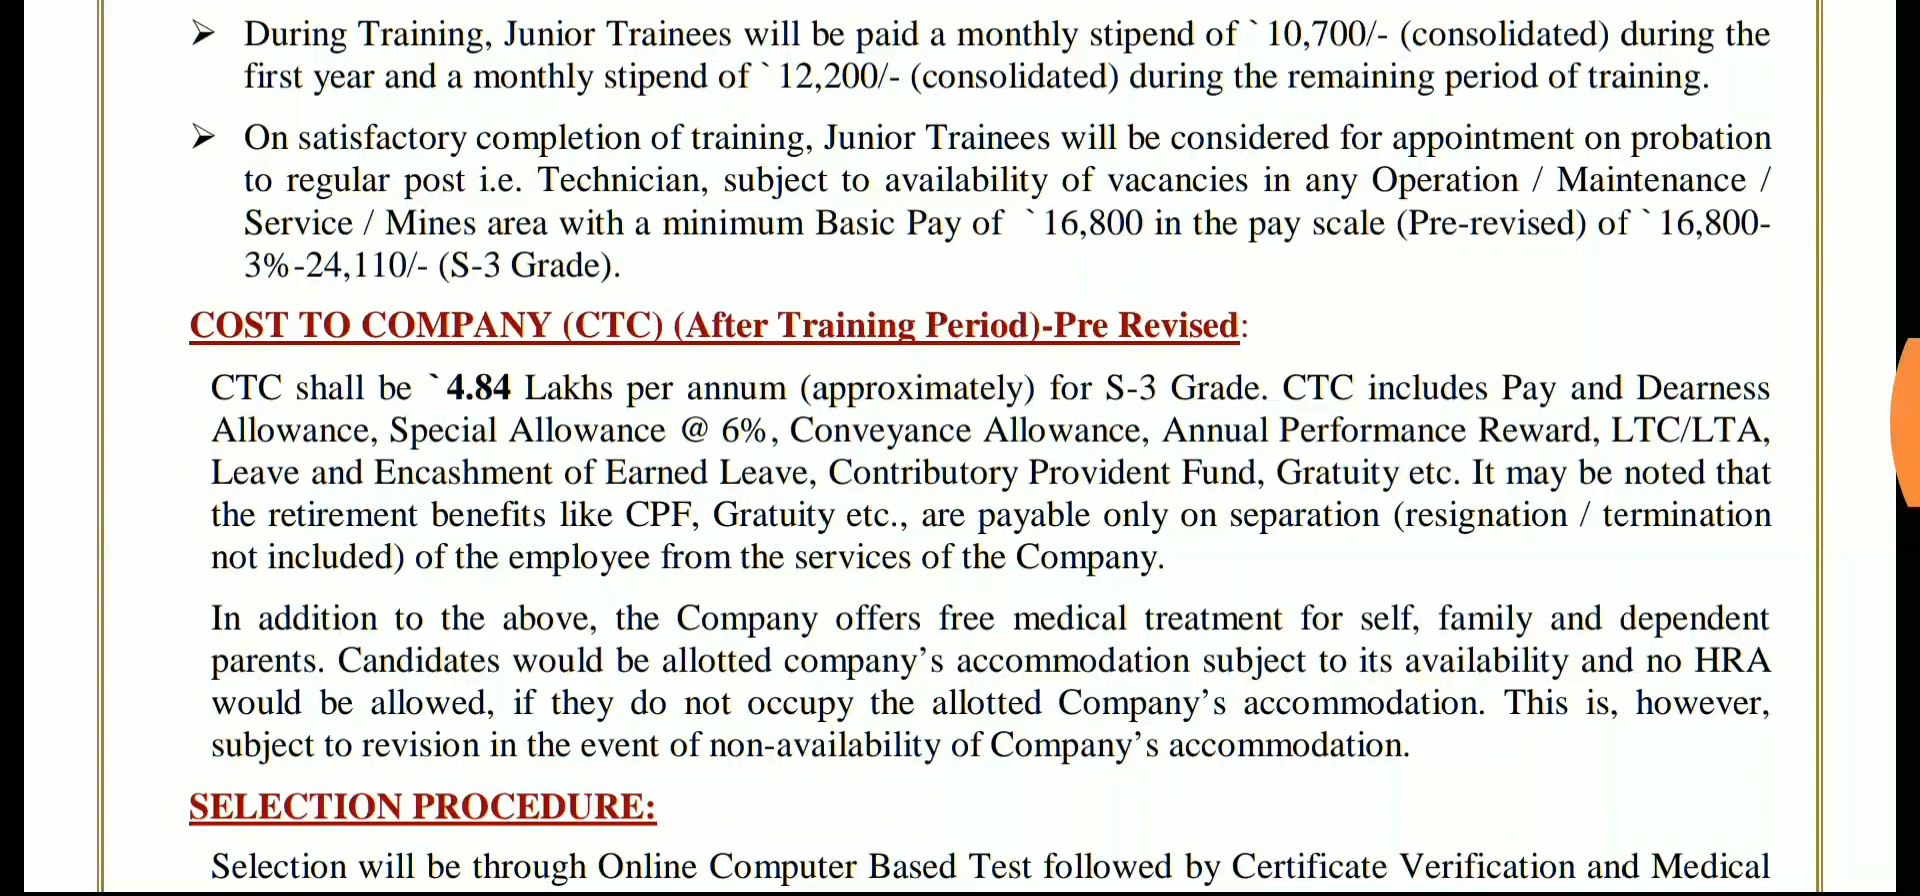 ➢ During Training, Junior Trainees will be paid a monthly stipend of ` 10,700/- (consolidated) during the
first year and a monthly stipend of ` 12,200/- (consolidated) during the remaining period of training.
➢ On satisfactory completion of training, Junior Trainees will be considered for appointment on probation
to regular post i.e. Technician, subject to availability of vacancies in any Operation / Maintenance /
Service / Mines area with a minimum Basic Pay of ` 16,800 in the pay scale (Pre-revised) of ` 16,800-
3%-24,110/- (S-3 Grade).
COST TO COMPANY (CTC) (After Training Period)-Pre Revised:
CTC shall be ` 4.84 Lakhs per annum (approximately) for S-3 Grade. CTC includes Pay and Dearness
Allowance, Special Allowance @ 6%, Conveyance Allowance, Annual Performance Reward, LTC/LTA,
Leave and Encashment of Earned Leave, Contributory Provident Fund, Gratuity etc. It may be noted that
the retirement benefits like CPF, Gratuity etc., are payable only on separation (resignation / termination
not included) of the employee from the services of the Company.
In addition to the above, the Company offers free medical treatment for self, family and dependent
parents. Candidates would be allotted company’s accommodation subject to its availability and no HRA
would be allowed, if they do not occupy the allotted Company’s accommodation. This is, however,
subject to revision in the event of non-availability of Company’s accommodation.
SELECTION PROCEDURE:
Selection will be through Online Computer Based Test followed by Certificate Verification and Medical